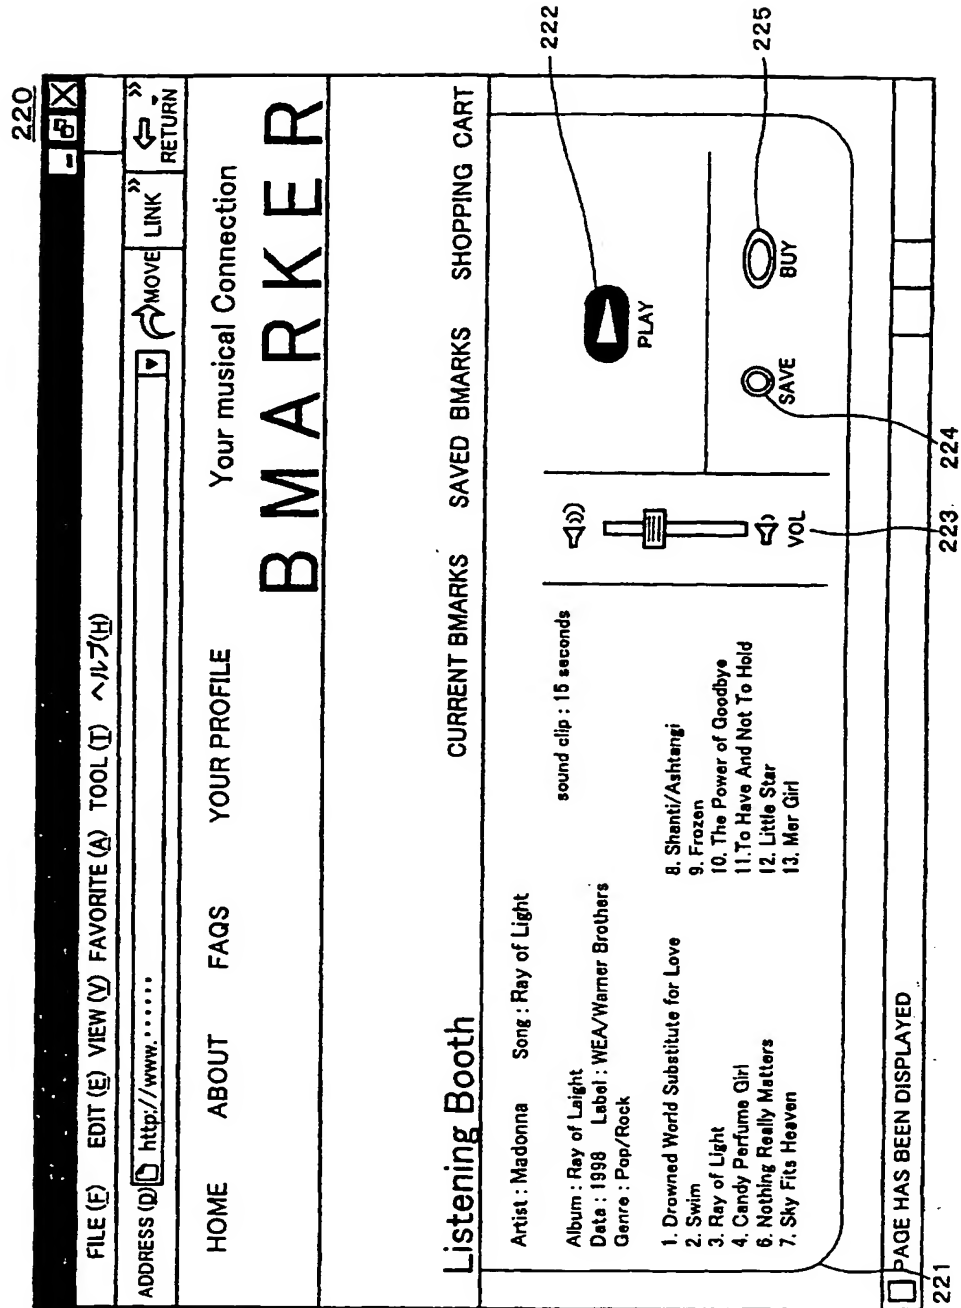 220
FILE (F) EDIT (E) VIEW (V) FAVORITE (A) TOOL (T) ヘルプ(H)
ADDRESS (D) http://www.······ MOVE LINK » RETURN »
HOME ABOUT FAQS YOUR PROFILE Your musical Connection
BMARKER
Listening Booth CURRENT BMARKS SAVED BMARKS SHOPPING CART
Artist : Madonna Song : Ray of Light
sound clip : 15 seconds
Album : Ray of Laight
Data : 1998 Label : WEA/Warner Brothers
Genre : Pop/Rock
1. Drowned World Substitute for Love
2. Swim
3. Ray of Light
4. Candy Perfume Girl
6. Nothing Really Matters
7. Sky Fits Heaven
8. Shanti/Ashtangi
9. Frozen
10. The Power of Goodbye
11.To Have And Not To Hold
12. Little Star
13. Mer Girl
VOL
PLAY
SAVE
BUY
PAGE HAS BEEN DISPLAYED
221
223
224
222
225